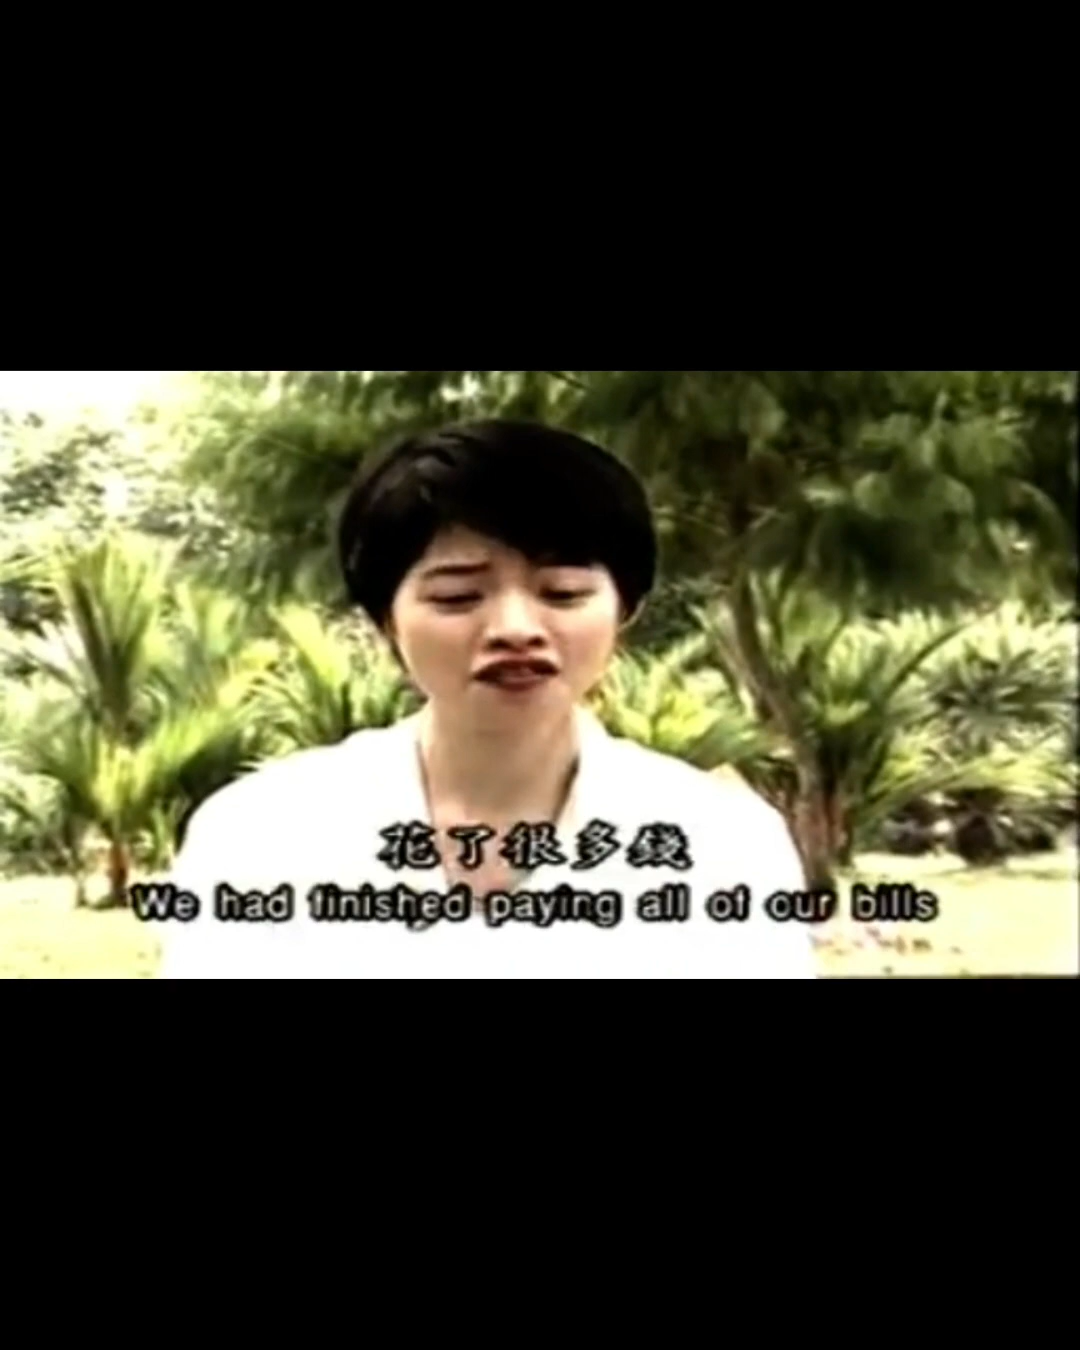 花了很多錢
We had finished paying all of our bills